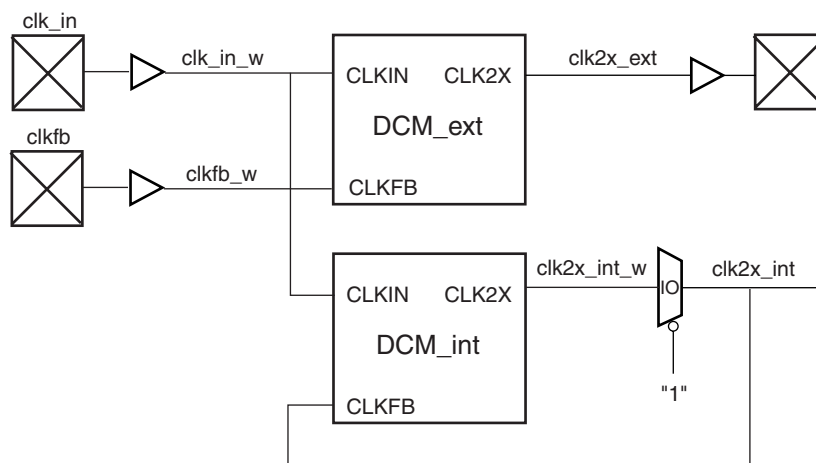 clk_in
clk_in_w
clk2x_ext
CLKIN CLK2X
DCM_ext
clkfb
clkfb_w
CLKFB
clk2x_int_w
clk2x_int
CLKIN CLK2X
IO
DCM_int
"1"
CLKFB